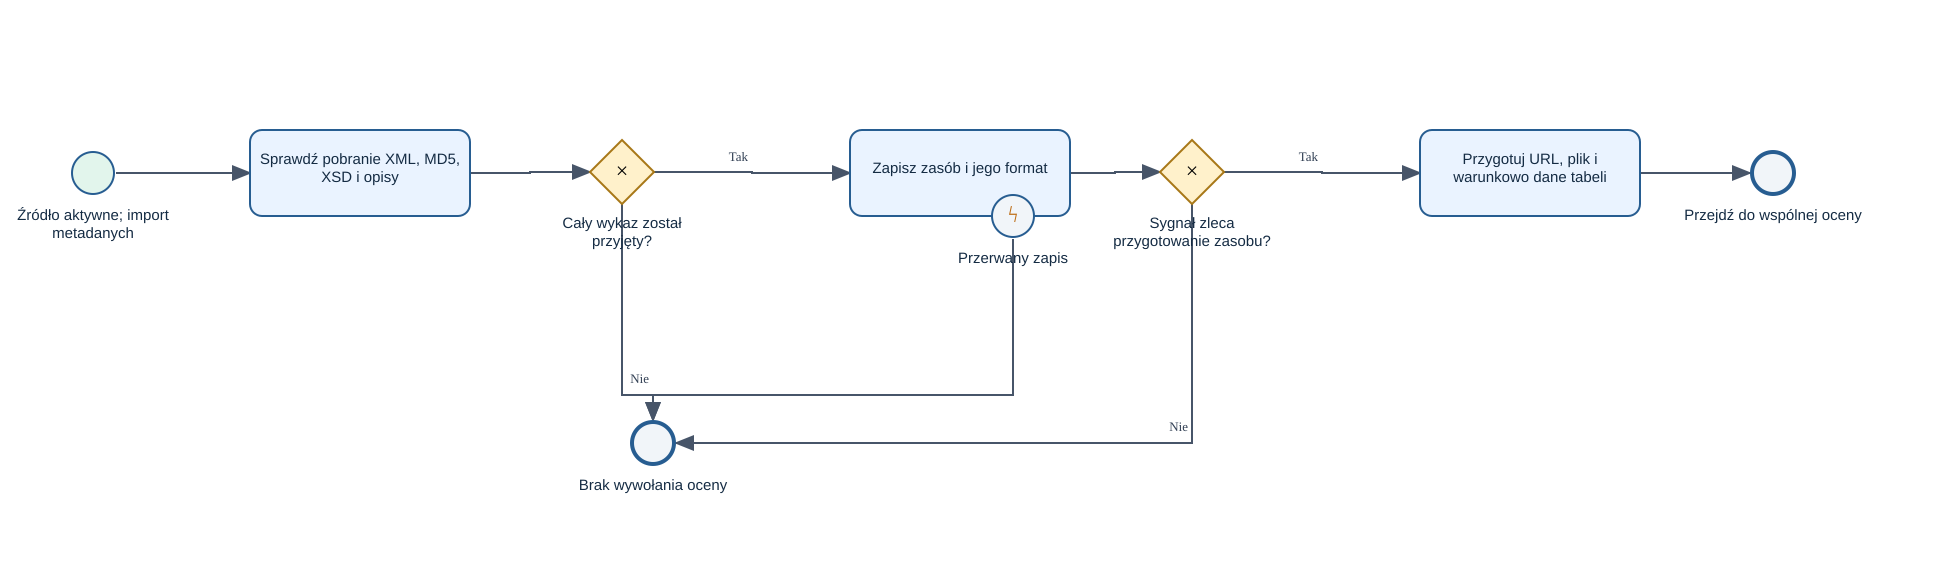 Źródło aktywne; import
metadanych
Sprawdź pobranie XML, MD5,
XSD i opisy
Cały wykaz został
przyjęty?
Tak
Zapisz zasób i jego format
Przerwany zapis
Sygnał zleca
przygotowanie zasobu?
Tak
Przygotuj URL, plik i
warunkowo dane tabeli
Przejdź do wspólnej oceny
Nie
Nie
Brak wywołania oceny